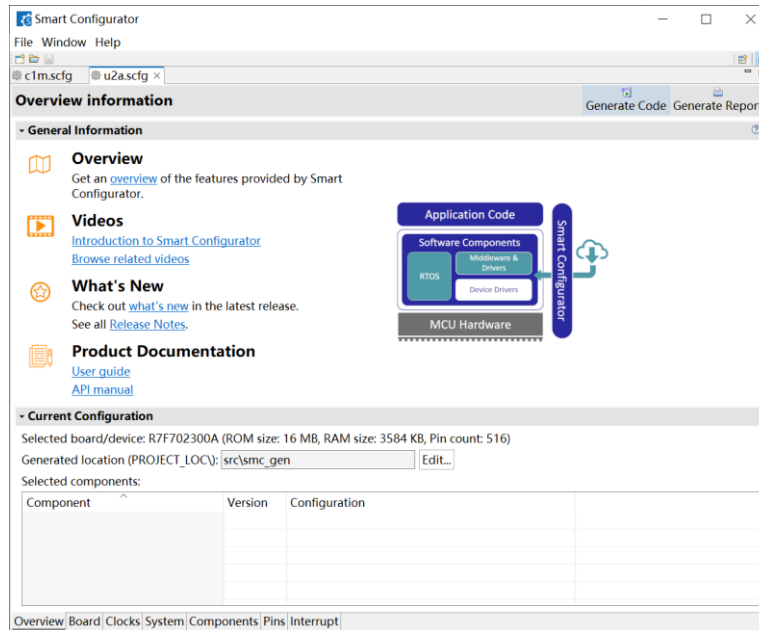 Smart Configurator
File Window Help
c1m.scfg
u2a.scfg
Overview information
Generate Code
Generate Report
General Information
Overview
Get an overview of the features provided by Smart
Configurator.
Videos
Introduction to Smart Configurator
Browse related videos
What's New
Check out what's new in the latest release.
See all Release Notes.
Product Documentation
User guide
API manual
Application Code
Software Components
RTOS
Middleware &
Drivers
Device Drivers
MCU Hardware
Smart Configurator
Current Configuration
Selected board/device: R7F702300A (ROM size: 16 MB, RAM size: 3584 KB, Pin count: 516)
Generated location (PROJECT_LOC\): src\smc_gen Edit...
Selected components:
Component Version Configuration
Overview Board Clocks System Components Pins Interrupt